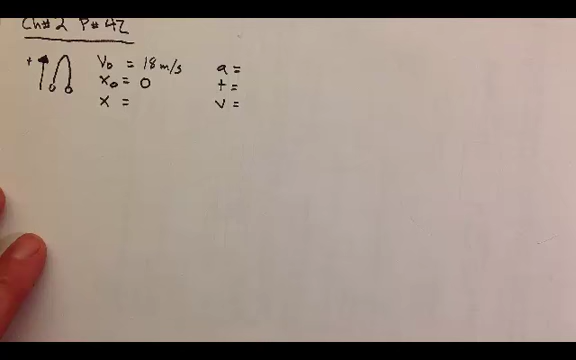 Ch# 2 P# 42
+ V₀ = 18 m/s a =
x₀ = 0 t =
x = v =